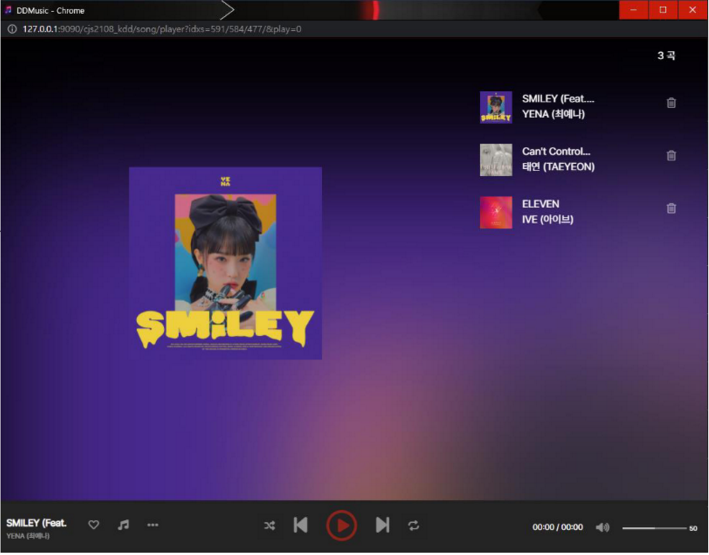 DDMusic - Chrome
127.0.0.1:9090/cjs2108_kdd/song/player?idxs=591/584/477/&play=0
3 곡
SMILEY (Feat....
YENA (최예나)
Can't Control...
태연 (TAEYEON)
ELEVEN
IVE (아이브)
YE
NA
SMiLEY
SMILEY (Feat.
YENA (최예나)
00:00 / 00:00
50